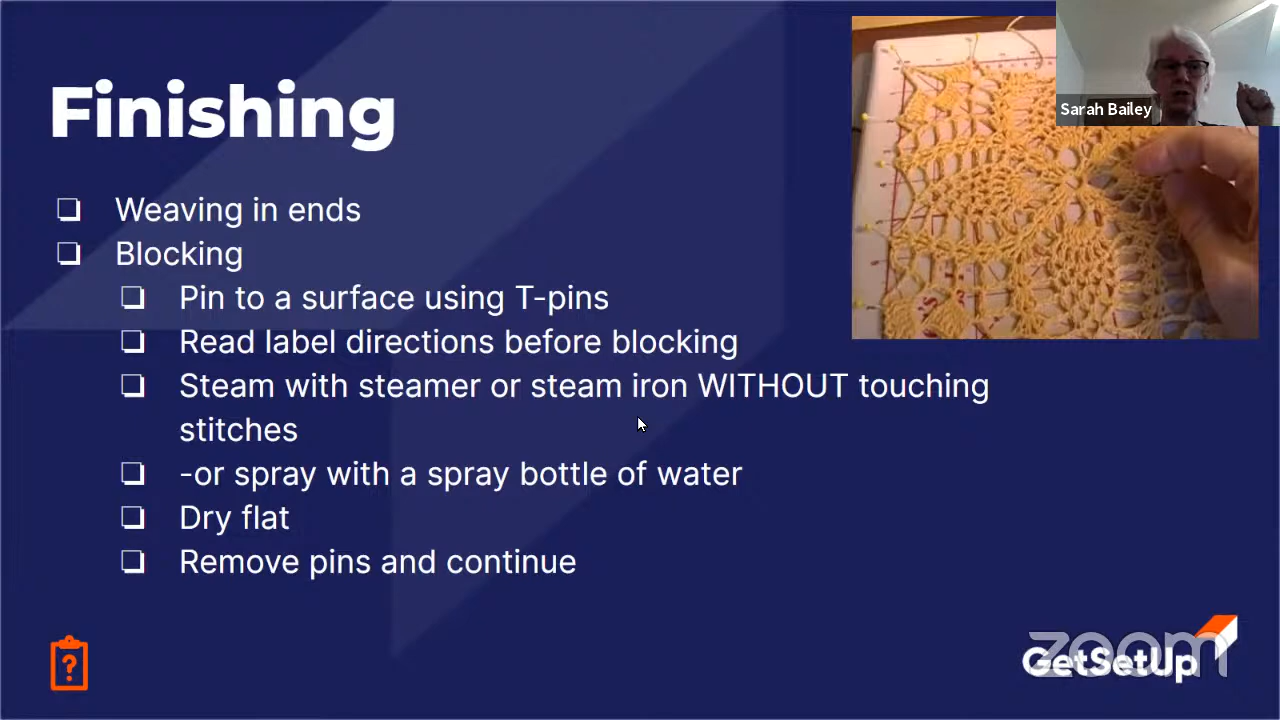 Finishing
Sarah Bailey
❏ Weaving in ends
❏ Blocking
❏ Pin to a surface using T-pins
❏ Read label directions before blocking
❏ Steam with steamer or steam iron WITHOUT touching
stitches
❏ -or spray with a spray bottle of water
❏ Dry flat
❏ Remove pins and continue
?
zoom
GetSetUp